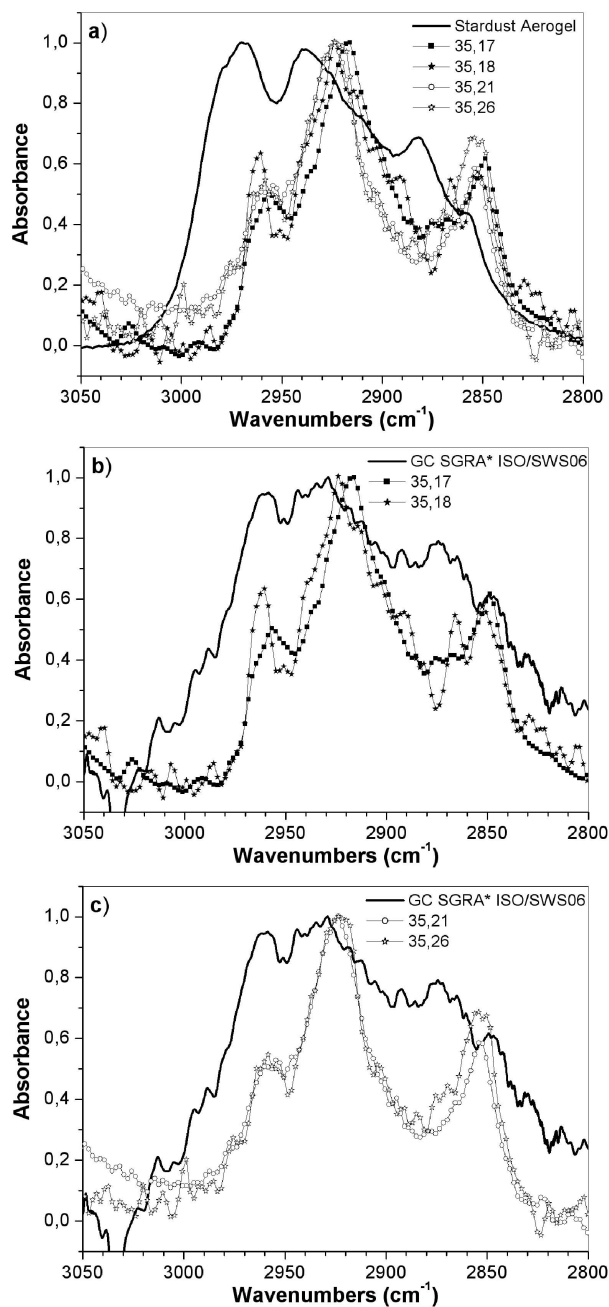 a)
Stardust Aerogel
35,17
35,18
35,21
35,26
1,0
0,8
0,6
0,4
0,2
0,0
Absorbance
3050 3000 2950 2900 2850 2800
Wavenumbers (cm-1)
b)
GC SGRA* ISO/SWS06
35,17
35,18
1,0
0,8
0,6
0,4
0,2
0,0
Absorbance
3050 3000 2950 2900 2850 2800
Wavenumbers (cm-1)
c)
GC SGRA* ISO/SWS06
35,21
35,26
1,0
0,8
0,6
0,4
0,2
0,0
Absorbance
3050 3000 2950 2900 2850 2800
Wavenumbers (cm-1)